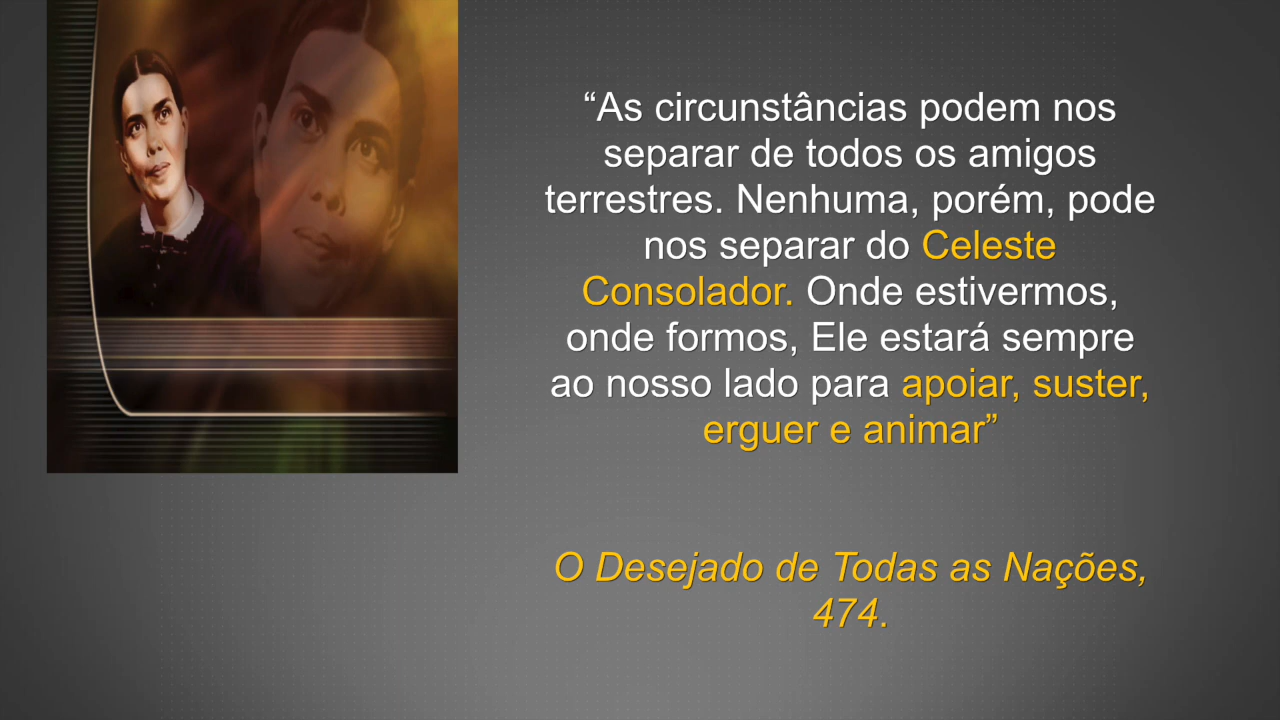 “As circunstâncias podem nos
separar de todos os amigos
terrestres. Nenhuma, porém, pode
nos separar do Celeste
Consolador. Onde estivermos,
onde formos, Ele estará sempre
ao nosso lado para apoiar, suster,
erguer e animar”
O Desejado de Todas as Nações,
474.